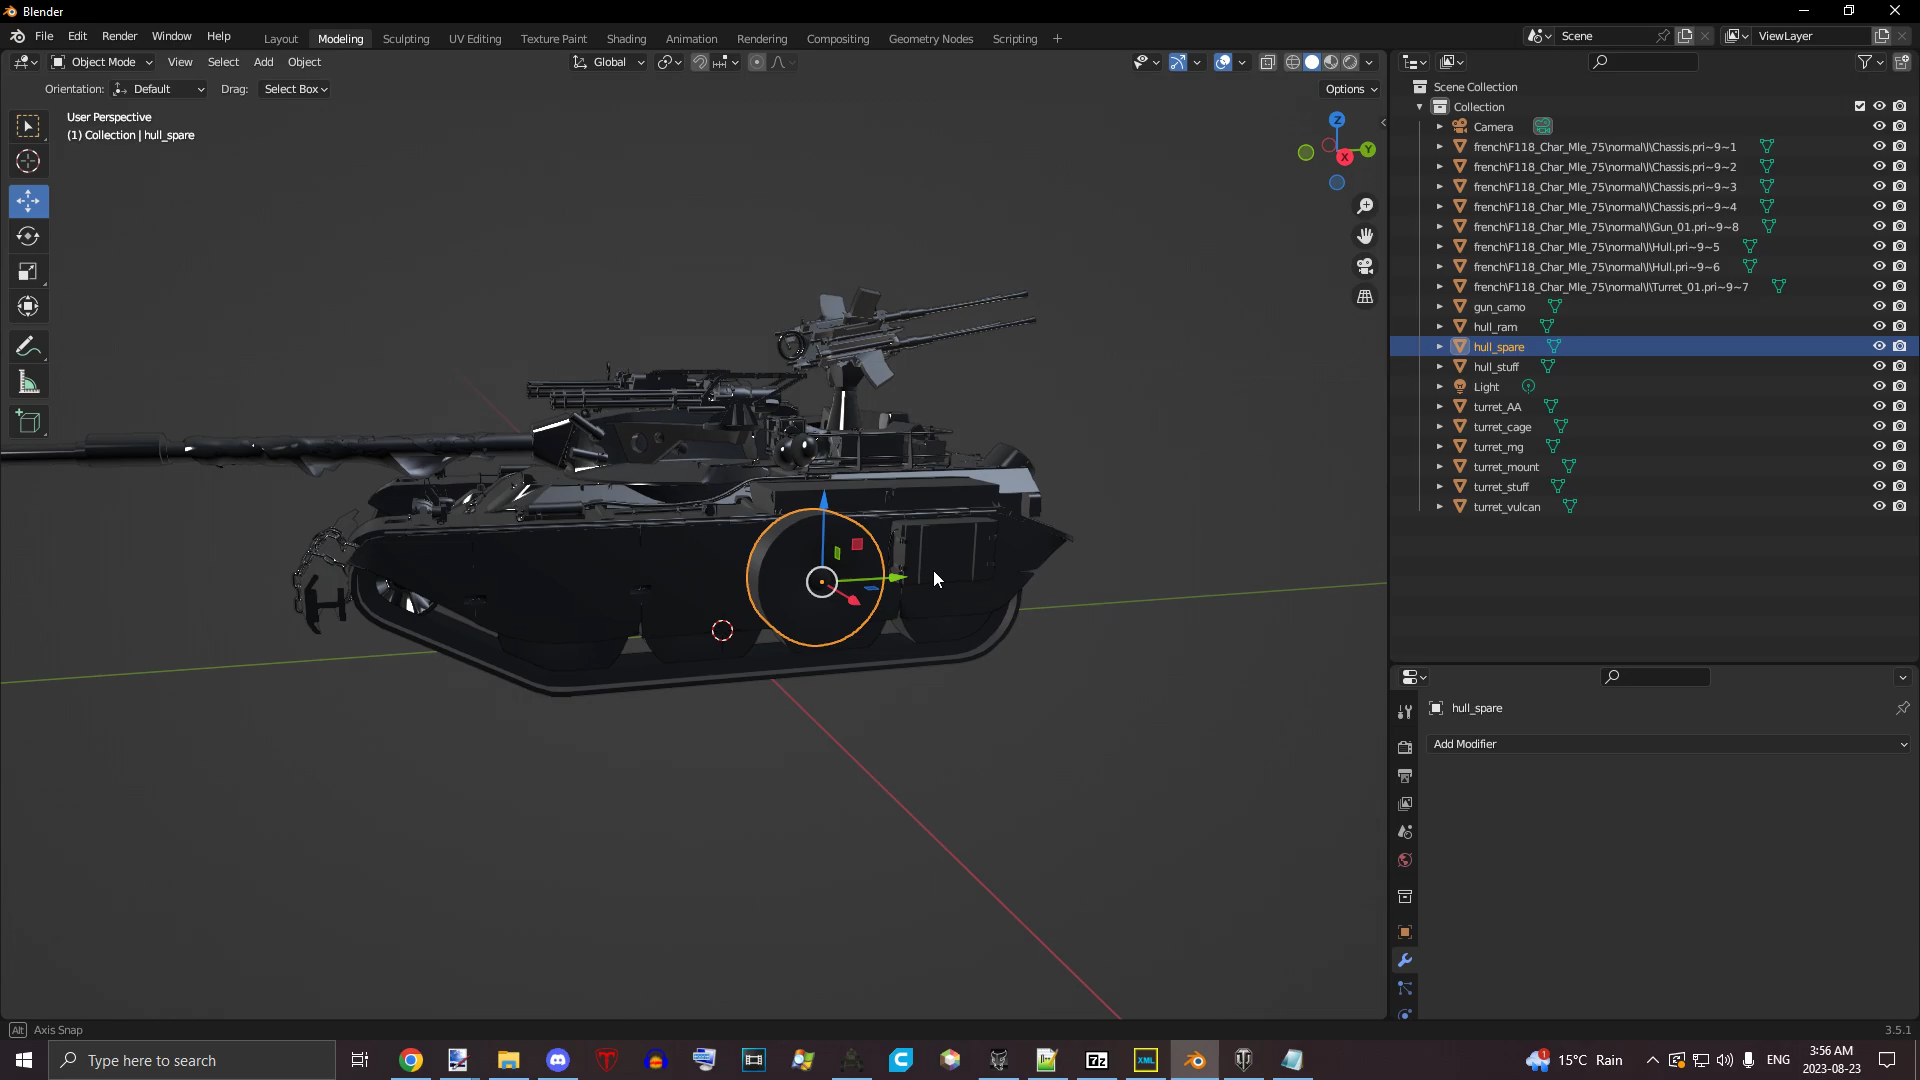 Blender
File Edit Render Window Help
Layout Modeling Sculpting UV Editing Texture Paint Shading Animation Rendering Compositing Geometry Nodes Scripting +
Scene
ViewLayer
Object Mode View Select Add Object
Global
Orientation: Default Drag: Select Box
Options
User Perspective
(1) Collection | hull_spare
Z
Y
X
Scene Collection
Collection
Camera
french\F118_Char_Mle_75\normal\l\Chassis.pri~9~1
french\F118_Char_Mle_75\normal\l\Chassis.pri~9~2
french\F118_Char_Mle_75\normal\l\Chassis.pri~9~3
french\F118_Char_Mle_75\normal\l\Chassis.pri~9~4
french\F118_Char_Mle_75\normal\l\Gun_01.pri~9~8
french\F118_Char_Mle_75\normal\l\Hull.pri~9~5
french\F118_Char_Mle_75\normal\l\Hull.pri~9~6
french\F118_Char_Mle_75\normal\l\Turret_01.pri~9~7
gun_camo
hull_ram
hull_spare
hull_stuff
Light
turret_AA
turret_cage
turret_mg
turret_mount
turret_stuff
turret_vulcan
hull_spare
Add Modifier
Alt Axis Snap
3.5.1
Type here to search
7z
XML
1
15°C Rain
ENG
3:56 AM
2023-08-23